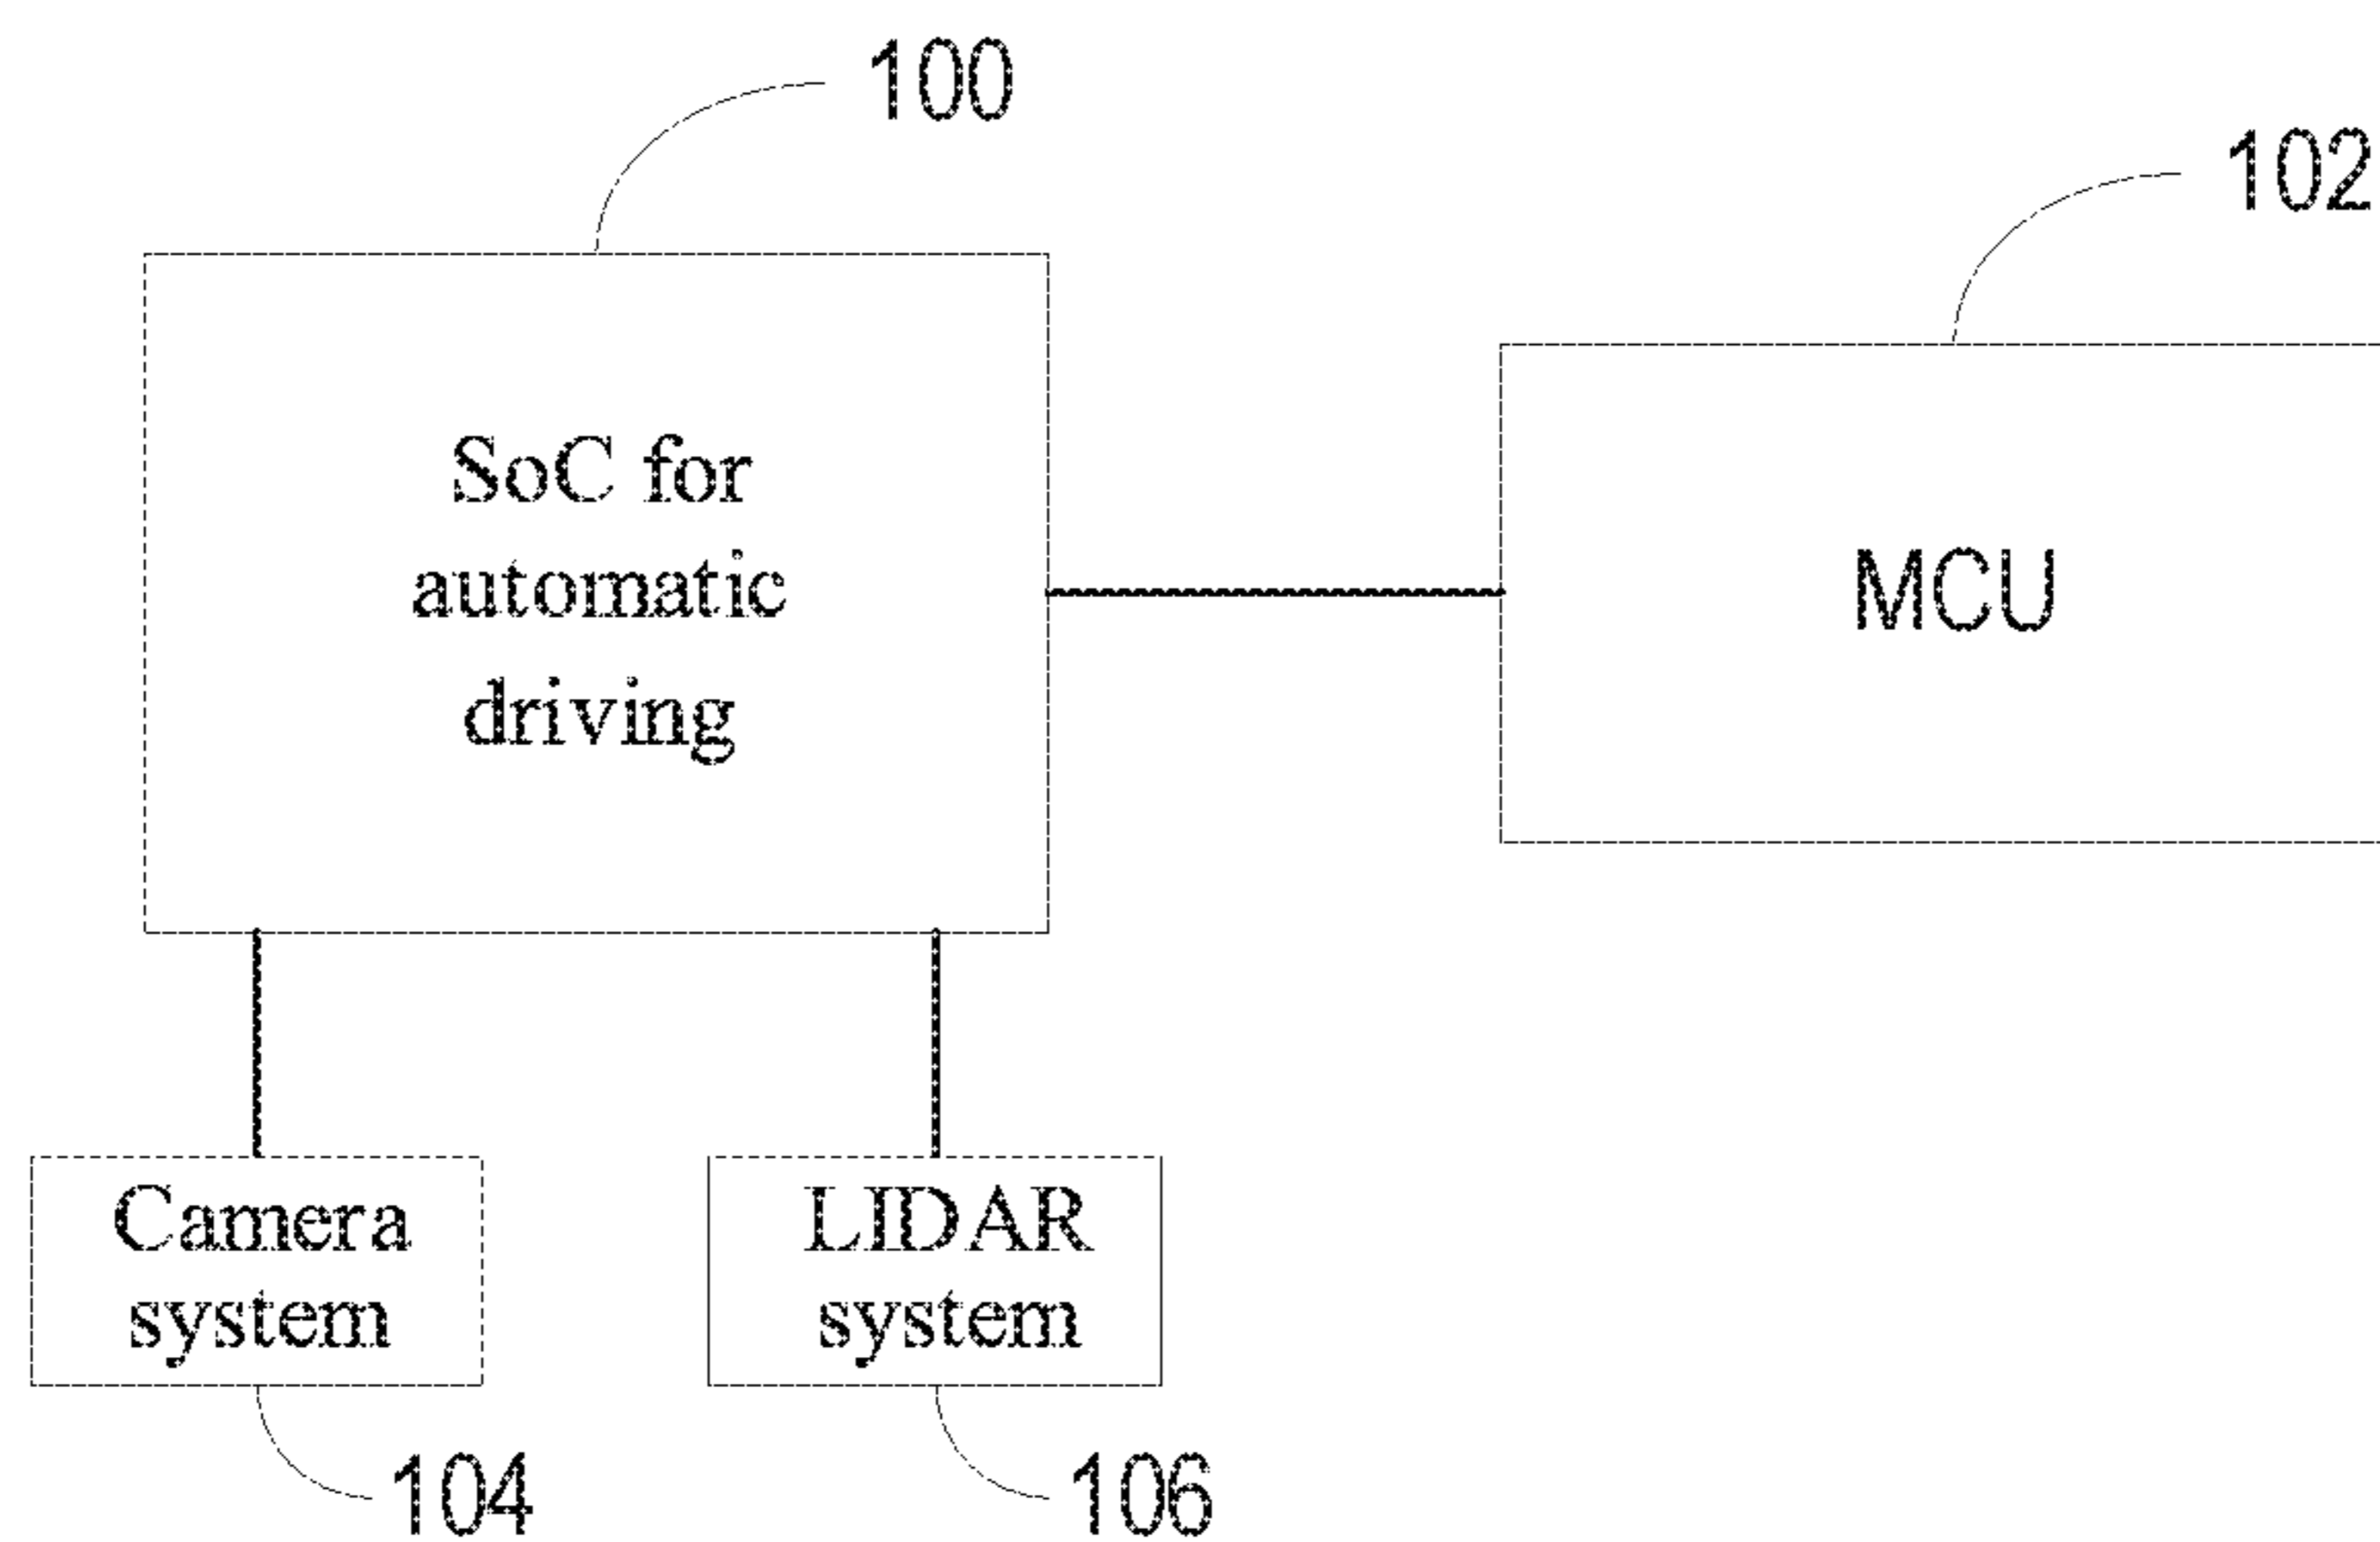 100
102
SoC for
automatic
driving
MCU
Camera
system
LIDAR
system
104
106